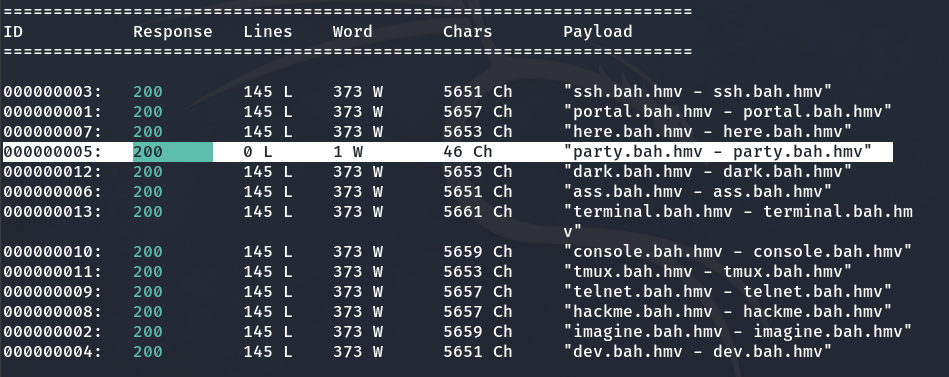 =====================================================================
ID           Response   Lines    Word       Chars       Payload
=====================================================================
000000003:   200        145 L    373 W      5651 Ch     "ssh.bah.hmv - ssh.bah.hmv"
000000001:   200        145 L    373 W      5657 Ch     "portal.bah.hmv - portal.bah.hmv"
000000007:   200        145 L    373 W      5653 Ch     "here.bah.hmv - here.bah.hmv"
000000005:   200        0 L      1 W        46 Ch       "party.bah.hmv - party.bah.hmv"
000000012:   200        145 L    373 W      5653 Ch     "dark.bah.hmv - dark.bah.hmv"
000000006:   200        145 L    373 W      5651 Ch     "ass.bah.hmv - ass.bah.hmv"
000000013:   200        145 L    373 W      5661 Ch     "terminal.bah.hmv - terminal.bah.hm
                                                        v"
000000010:   200        145 L    373 W      5659 Ch     "console.bah.hmv - console.bah.hmv"
000000011:   200        145 L    373 W      5653 Ch     "tmux.bah.hmv - tmux.bah.hmv"
000000009:   200        145 L    373 W      5657 Ch     "telnet.bah.hmv - telnet.bah.hmv"
000000008:   200        145 L    373 W      5657 Ch     "hackme.bah.hmv - hackme.bah.hmv"
000000002:   200        145 L    373 W      5659 Ch     "imagine.bah.hmv - imagine.bah.hmv"
000000004:   200        145 L    373 W      5651 Ch     "dev.bah.hmv - dev.bah.hmv"